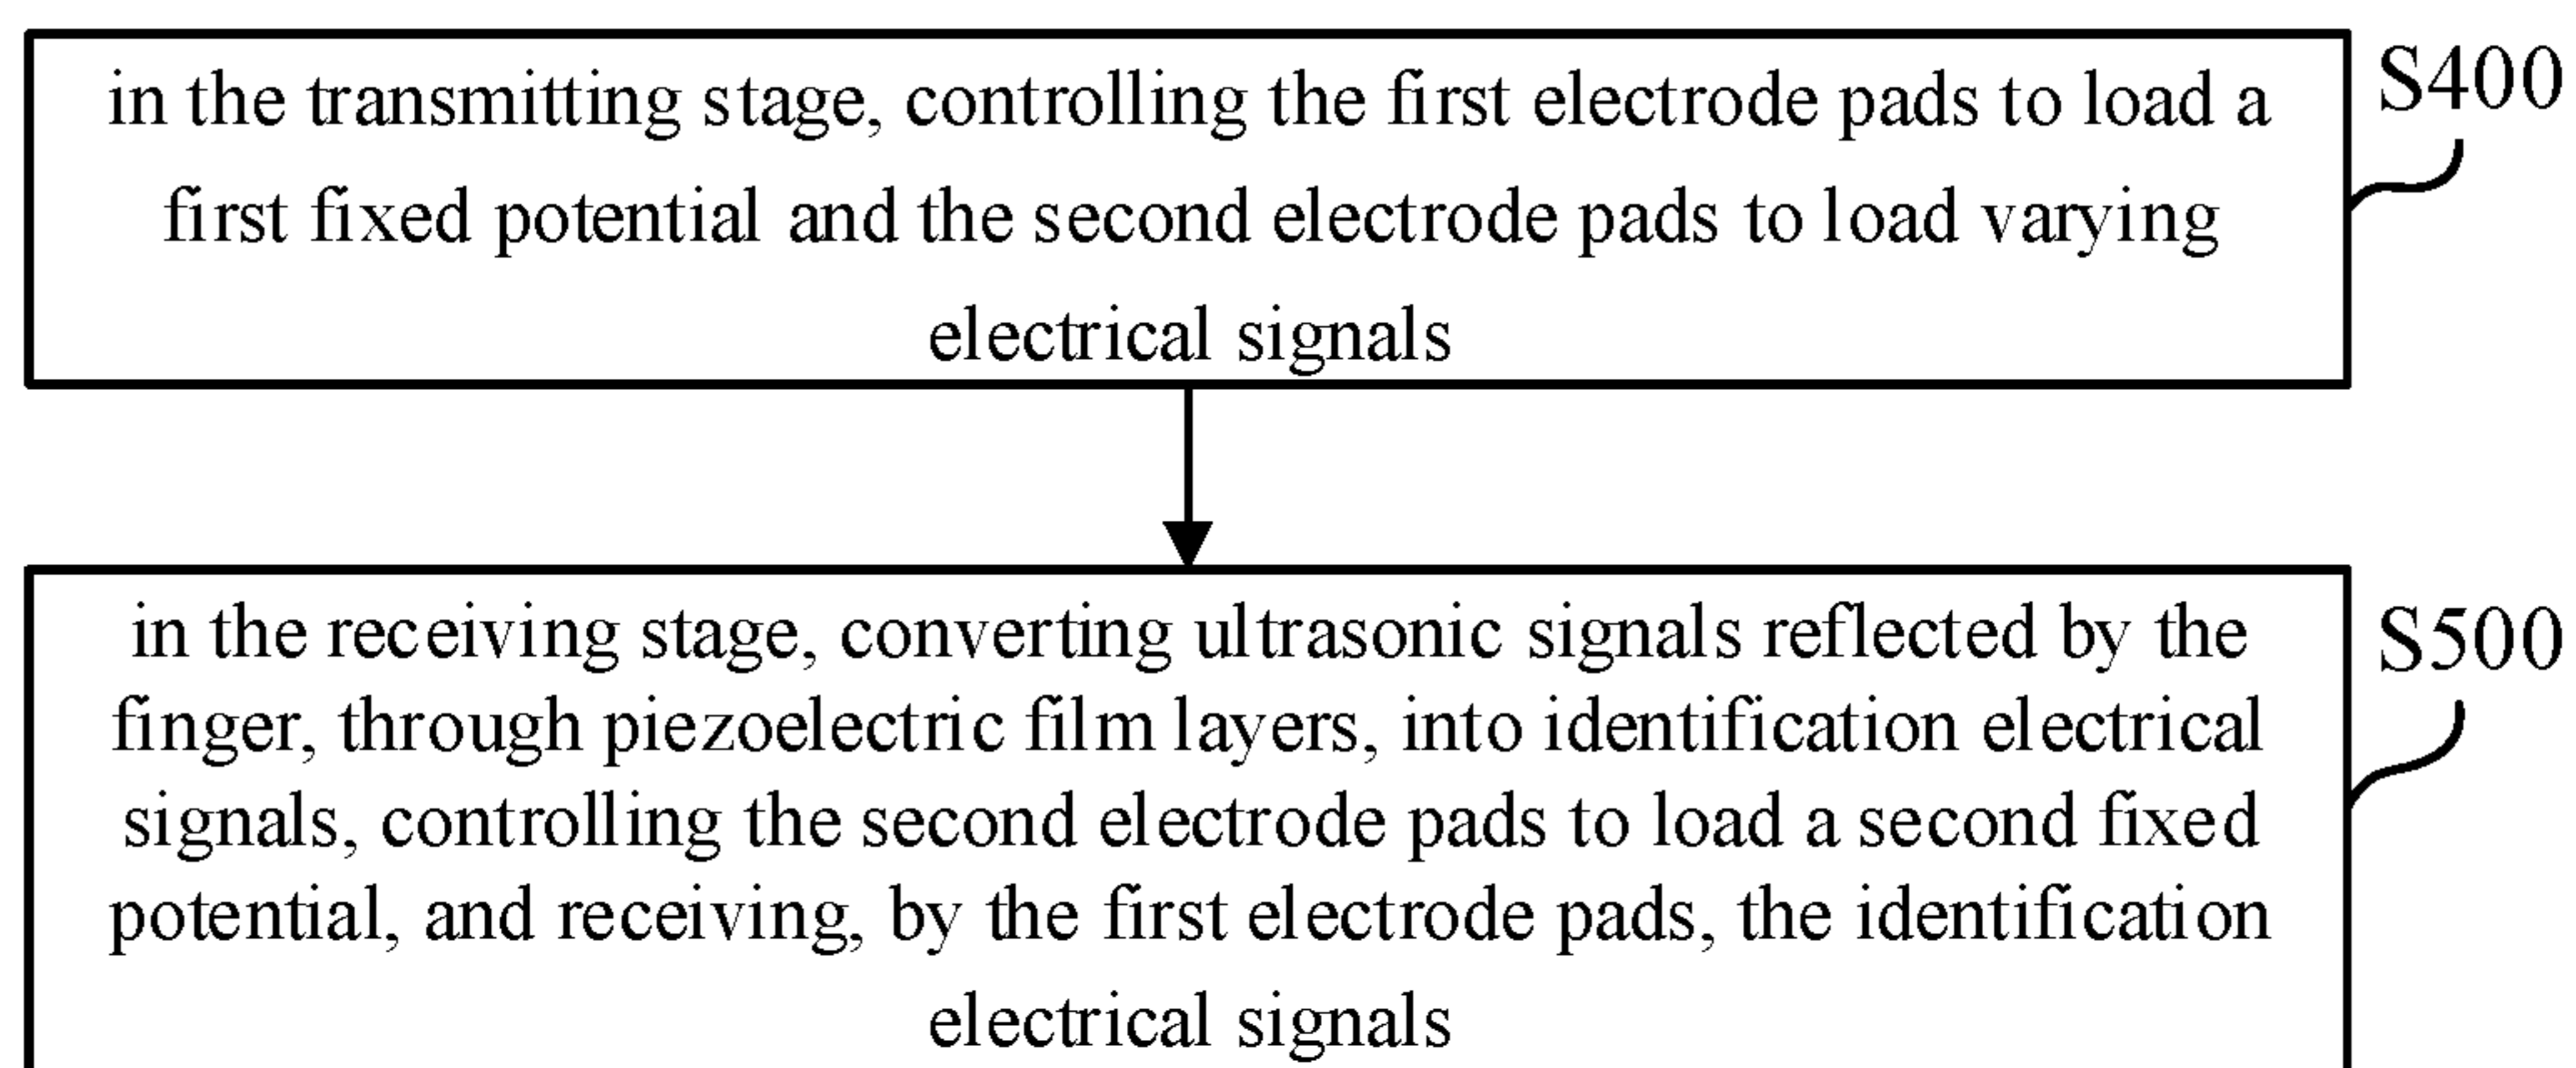 in the transmitting stage, controlling the first electrode pads to load a
first fixed potential and the second electrode pads to load varying
electrical signals
S400
in the receiving stage, converting ultrasonic signals reflected by the
finger, through piezoelectric film layers, into identification electrical
signals, controlling the second electrode pads to load a second fixed
potential, and receiving, by the first electrode pads, the identification
electrical signals
S500